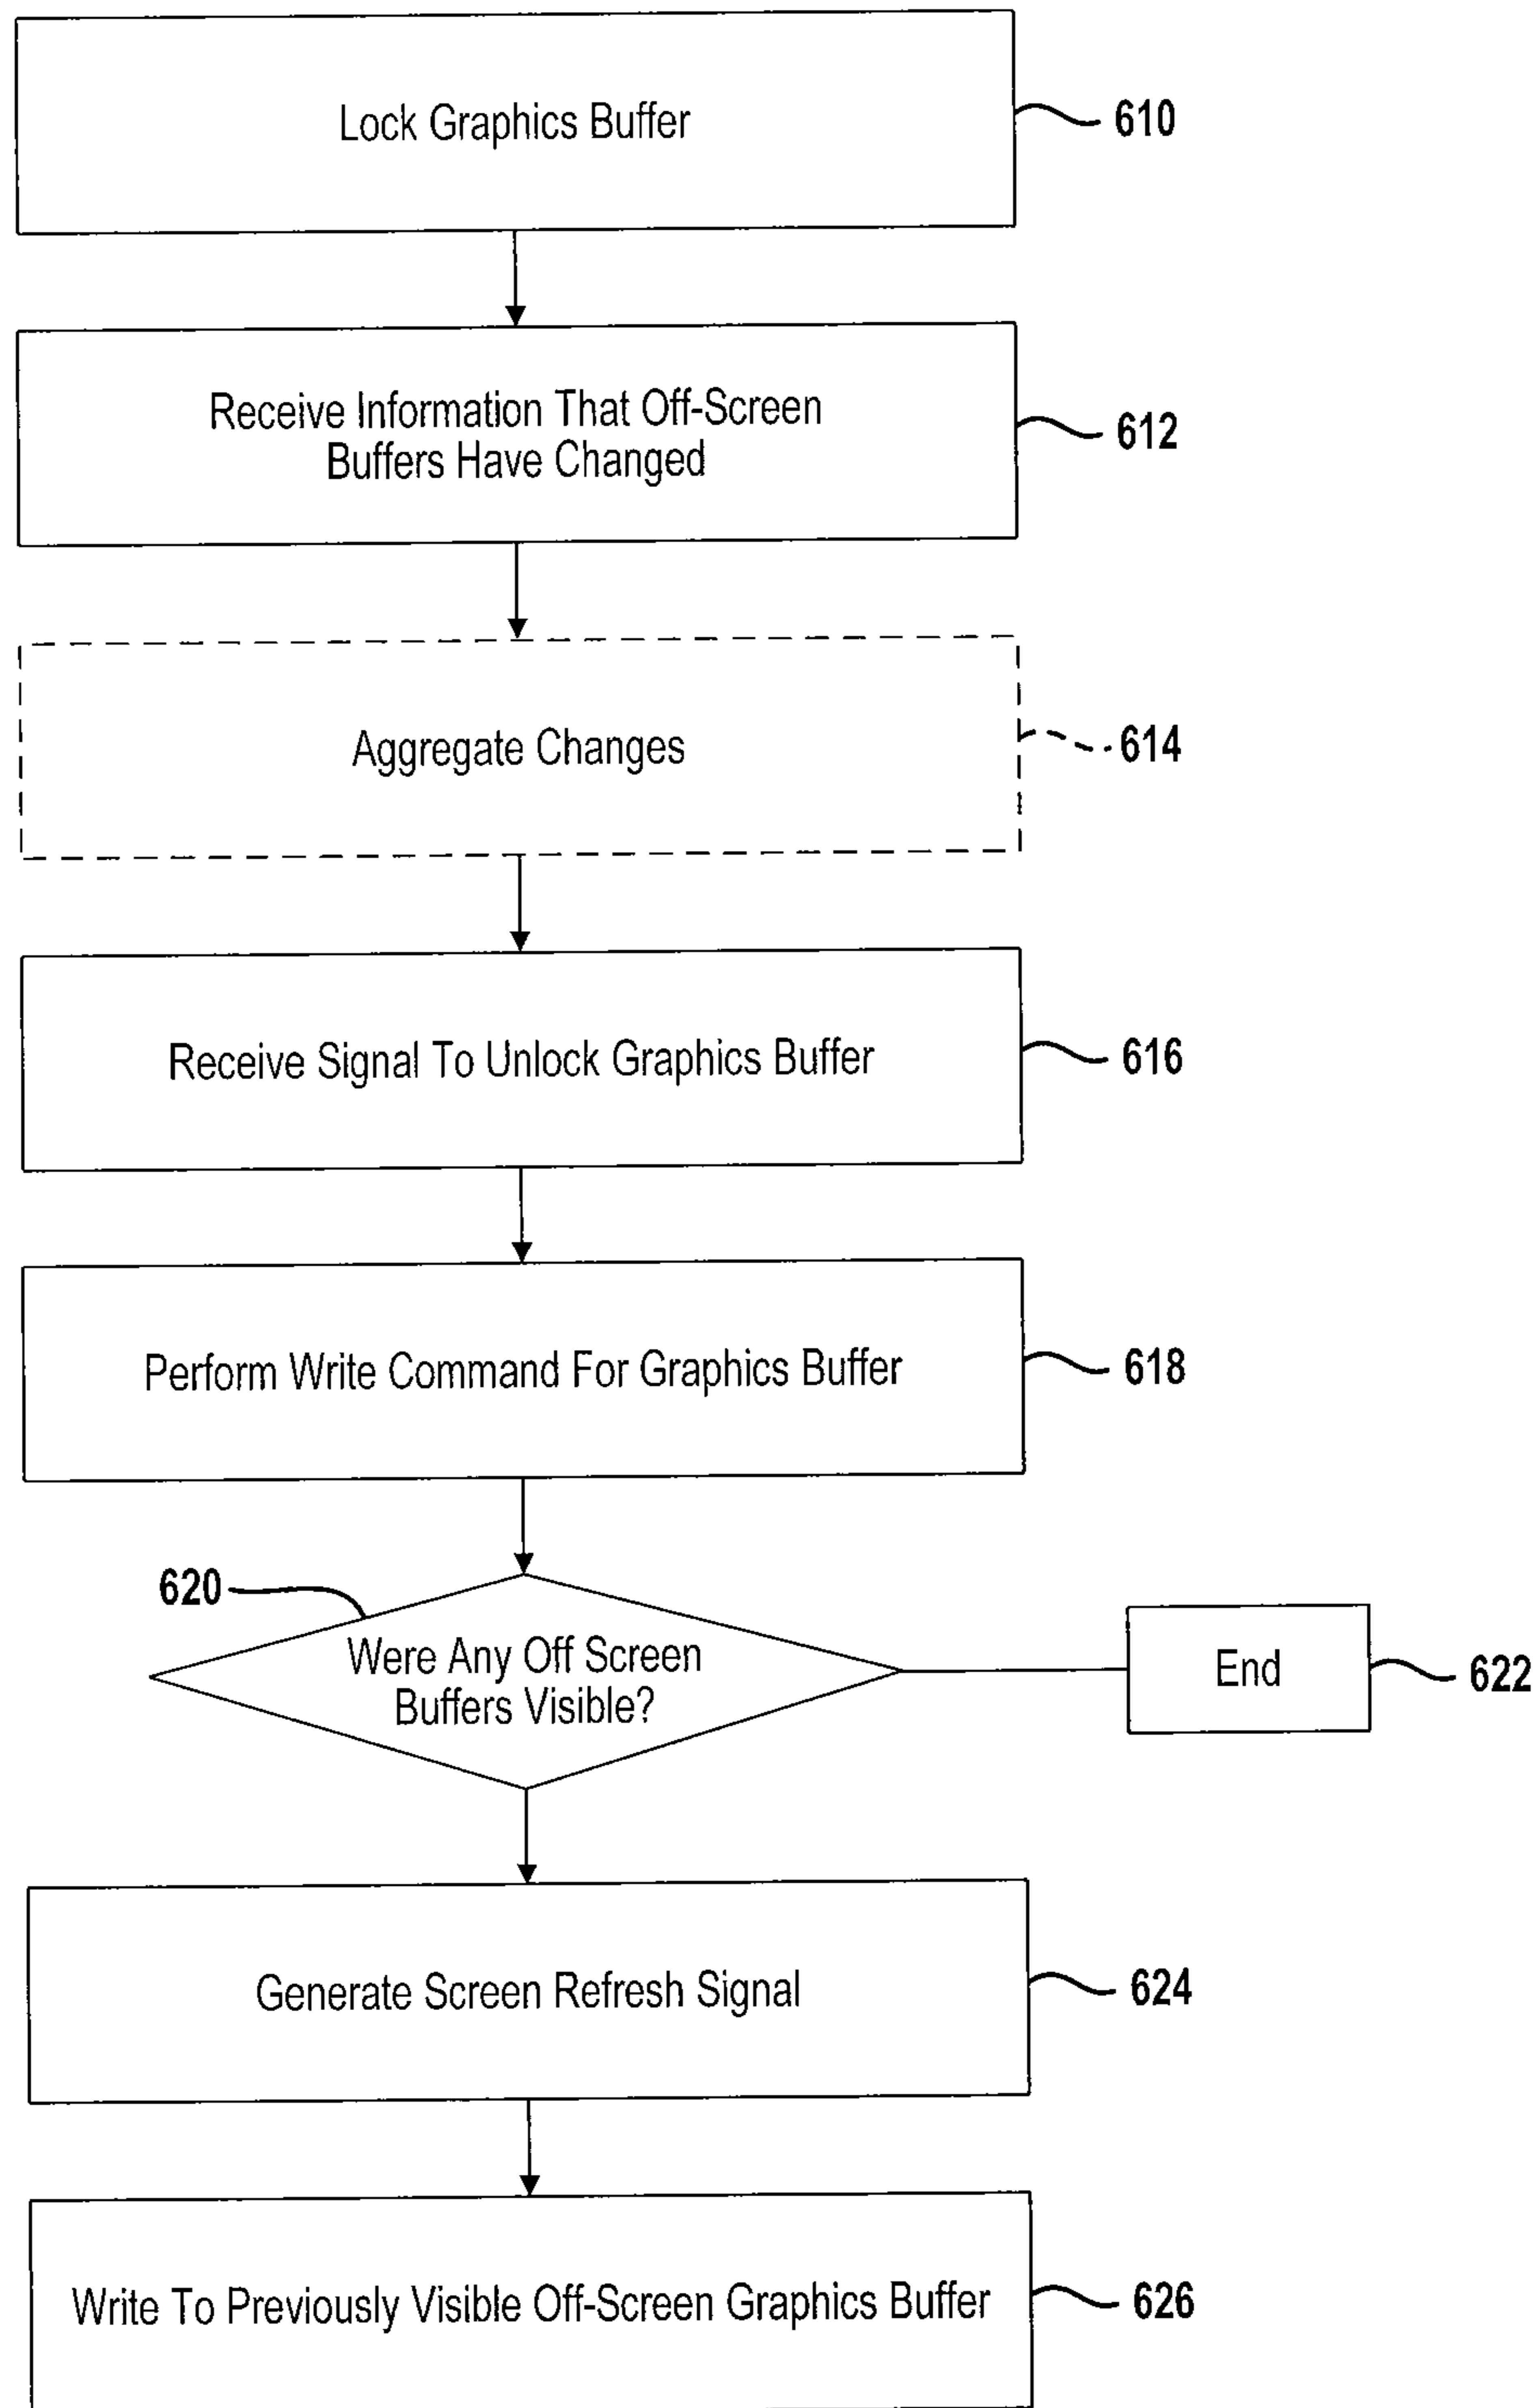 Lock Graphics Buffer
610
Receive Information That Off-Screen
Buffers Have Changed
612
Aggregate Changes
614
Receive Signal To Unlock Graphics Buffer
616
Perform Write Command For Graphics Buffer
618
620
Were Any Off Screen
Buffers Visible?
End
622
Generate Screen Refresh Signal
624
Write To Previously Visible Off-Screen Graphics Buffer
626